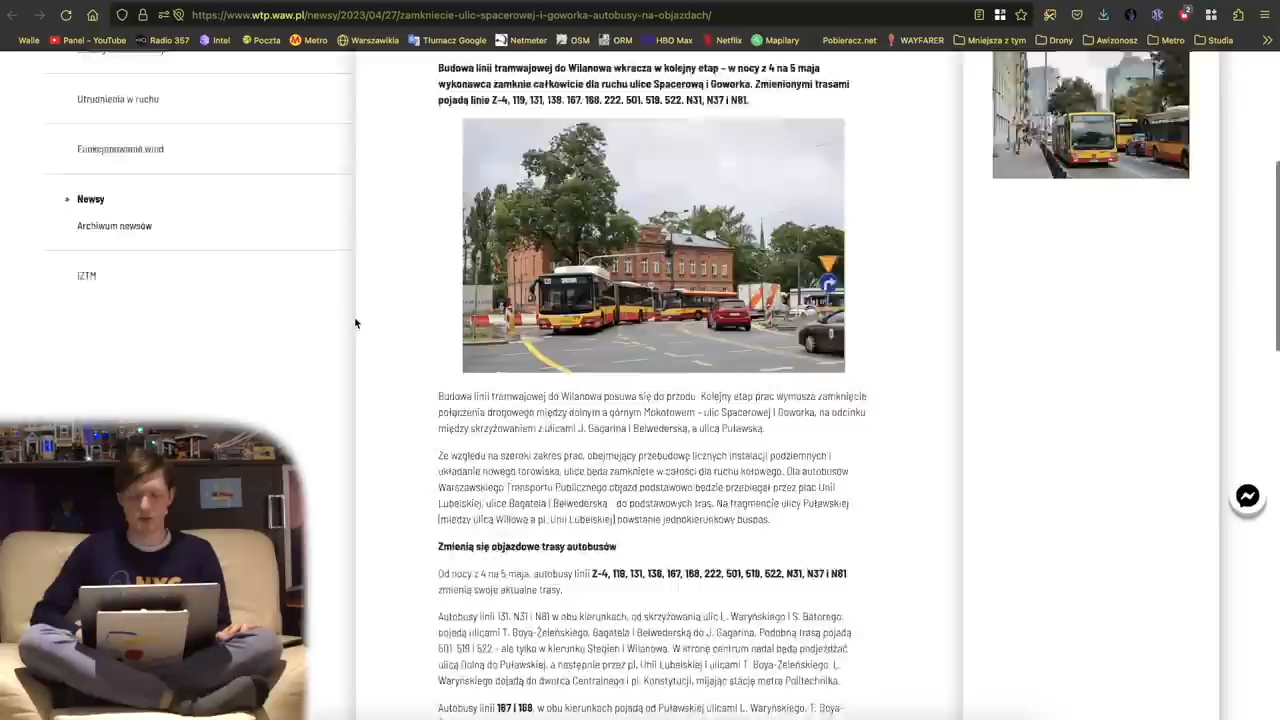 https://www.wtp.waw.pl/newsy/2023/04/27/zamkniecie-ulic-spacerowej-i-goworka-autobusy-na-objazdach/
2
Walle Panel - YouTube Radio 357 Intel Poczta Metro Warszawikia Tłumacz Google Netmeter OSM ORM HBO Max Netflix Mapilary Pobieracz.net WAYFARER Mniejsza z tym Drony Awizonosz Metro Studia
Utrudnienia w ruchu
Funkcjonowanie wind
Newsy
Archiwum newsów
iZTM
Budowa linii tramwajowej do Wilanowa wkracza w kolejny etap – w nocy z 4 na 5 maja
wykonawca zamknie całkowicie dla ruchu ulice Spacerową i Goworka. Zmienionymi trasami
pojadą linie Z-4, 119, 131, 138, 167, 168, 222, 501, 519, 522, N31, N37 i N81.
Budowa linii tramwajowej do Wilanowa posuwa się do przodu. Kolejny etap prac wymusza zamknięcie
połączenia drogowego między dolnym a górnym Mokotowem – ulic Spacerowej i Goworka, na odcinku
między skrzyżowaniem z ulicami J. Gagarina i Belwederską, a ulicą Puławską.
Ze względu na szeroki zakres prac, obejmujący przebudowę licznych instalacji podziemnych i
układanie nowego torowiska, ulice będą zamknięte w całości dla ruchu kołowego. Dla autobusów
Warszawskiego Transportu Publicznego objazd podstawowo będzie przebiegał przez plac Unii
Lubelskiej, ulice Bagatela i Belwederską – do podstawowych tras. Na fragmencie ulicy Puławskiej
(między ulicą Willową a pl. Unii Lubelskiej) powstanie jednokierunkowy buspas.
Zmienią się objazdowe trasy autobusów
Od nocy z 4 na 5 maja, autobusy linii Z-4, 119, 131, 138, 167, 168, 222, 501, 519, 522, N31, N37 i N81
zmienią swoje aktualne trasy.
Autobusy linii 131, N31 i N81 w obu kierunkach, od skrzyżowania ulic L. Waryńskiego i S. Batorego,
pojadą ulicami T. Boya-Żeleńskiego, Bagatela i Belwederską do J. Gagarina. Podobną trasą pojadą
501, 519 i 522 – ale tylko w kierunku Stegien i Wilanowa. W stronę centrum nadal będą podjeżdżać
ulicą Dolną do Puławskiej, a następnie przez pl. Unii Lubelskiej i ulicami T. Boya-Żeleńskiego, L.
Waryńskiego dojadą do dworca Centralnego i pl. Konstytucji, mijając stację metra Politechnika.
Autobusy linii 167 i 168, w obu kierunkach pojadą od Puławskiej ulicami L. Waryńskiego, T. Boya-